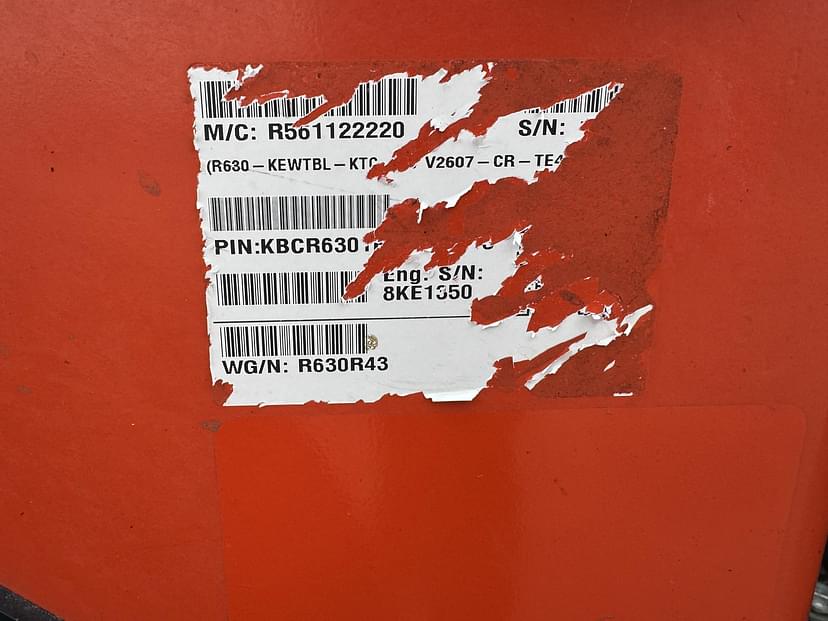 M/C: R561122220 S/N:
(R630-KEWTBL-KTC V2607-CR-TE4
PIN:KBCR630
Eng. S/N:
8KE1350
WG/N: R630R43